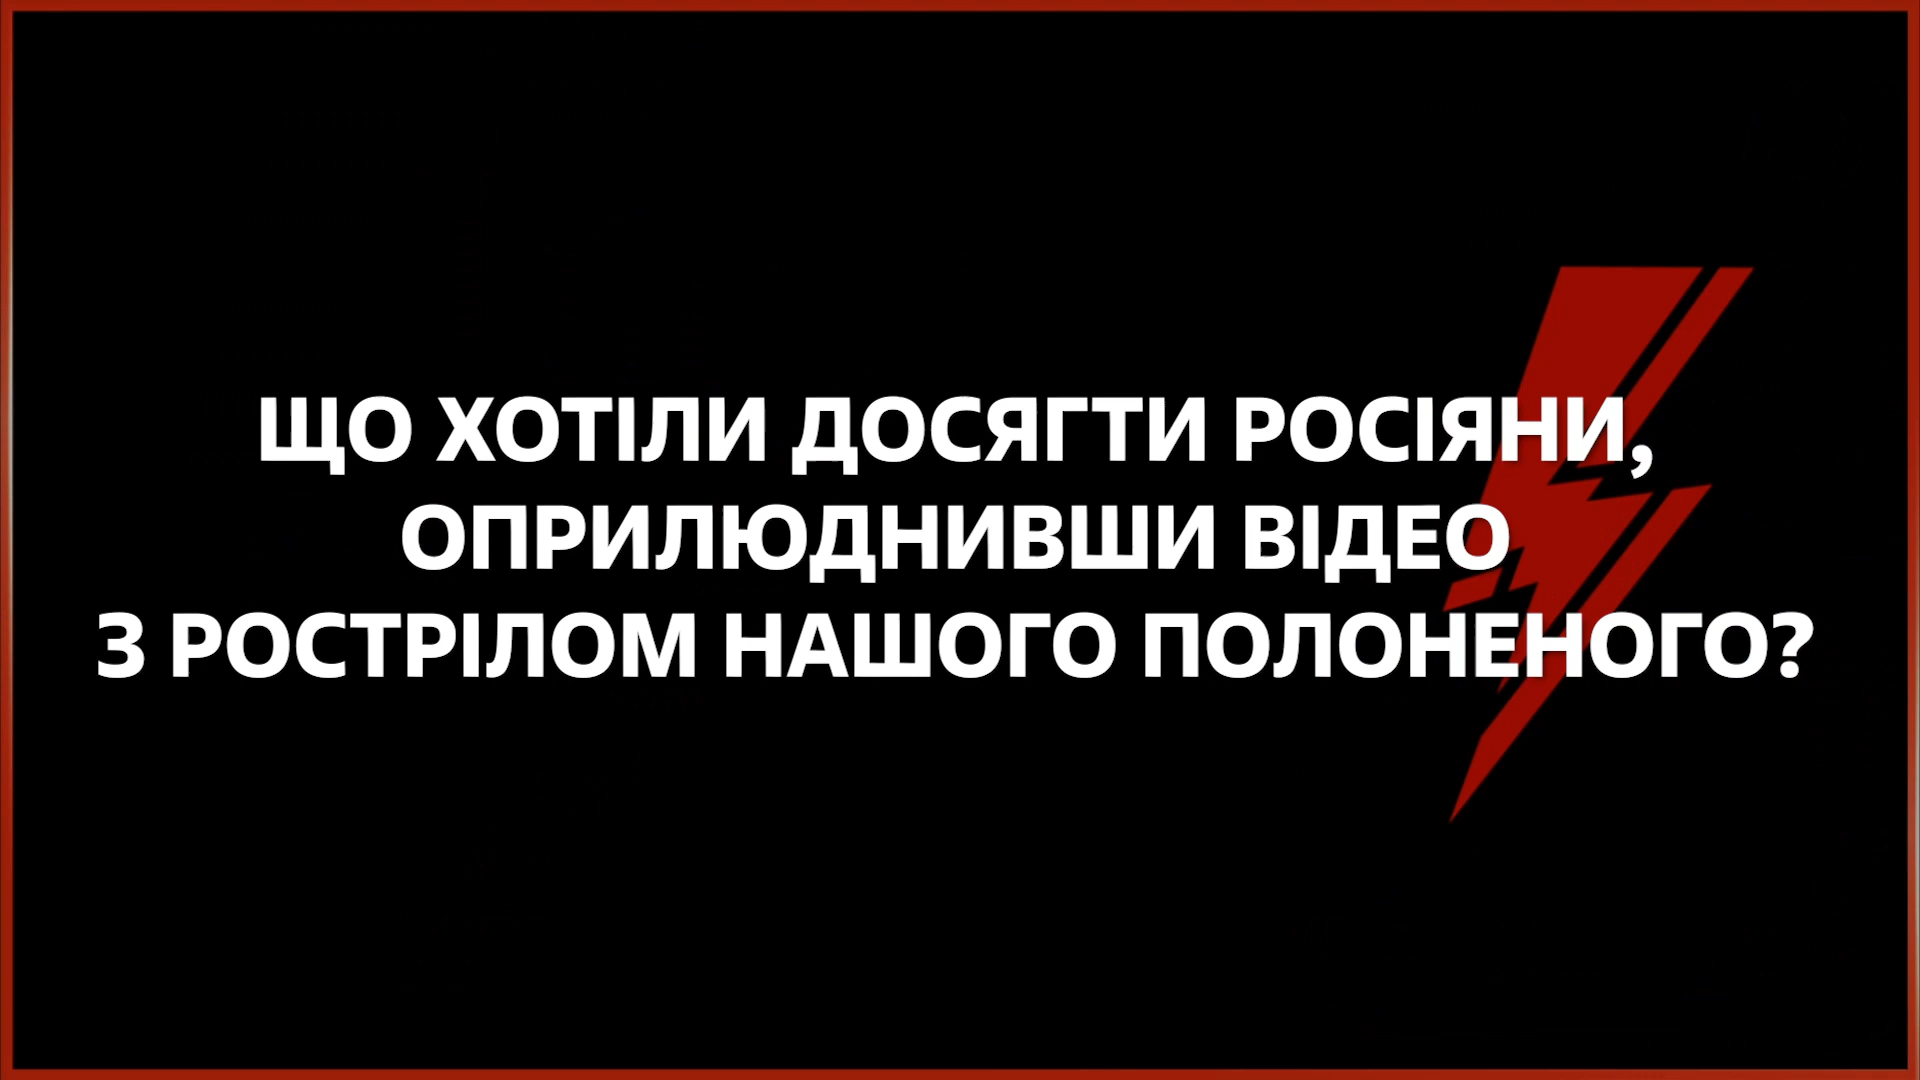 ЩО ХОТІЛИ ДОСЯГТИ РОСІЯНИ,
ОПРИЛЮДНИВШИ ВІДЕО
З РОСТРІЛОМ НАШОГО ПОЛОНЕНОГО?